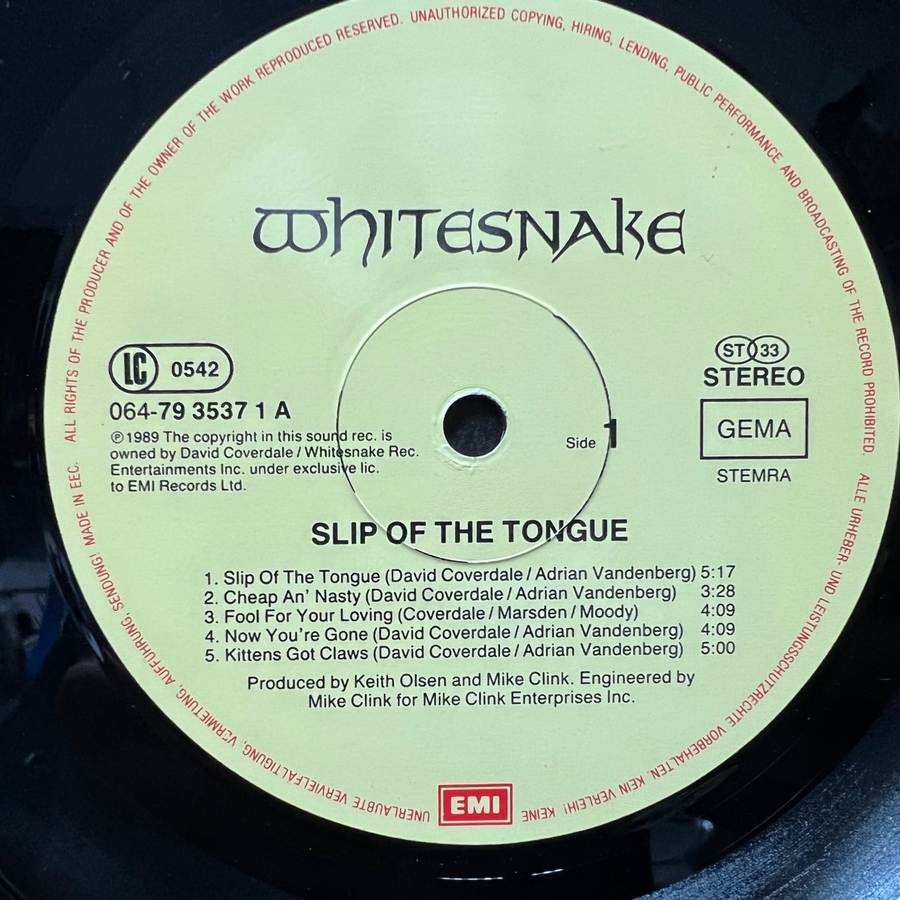 ALL RIGHTS OF THE PRODUCER AND OF THE OWNER OF THE WORK REPRODUCED RESERVED. UNAUTHORIZED COPYING, HIRING, LENDING, PUBLIC PERFORMANCE AND BROADCASTING OF THE RECORD PROHIBITED.
WHITESNAKE
LC 0542
064-79 3537 1 A
℗ 1989 The copyright in this sound rec. is
owned by David Coverdale / Whitesnake Rec.
Entertainments Inc. under exclusive lic.
to EMI Records Ltd.
Side 1
ST 33
STEREO
GEMA
STEMRA
SLIP OF THE TONGUE
1. Slip Of The Tongue (David Coverdale / Adrian Vandenberg) 5:17
2. Cheap An' Nasty (David Coverdale / Adrian Vandenberg) 3:28
3. Fool For Your Loving (Coverdale / Marsden / Moody) 4:09
4. Now You're Gone (David Coverdale / Adrian Vandenberg) 4:09
5. Kittens Got Claws (David Coverdale / Adrian Vandenberg) 5:00
Produced by Keith Olsen and Mike Clink. Engineered by
Mike Clink for Mike Clink Enterprises Inc.
EMI
ALLE URHEBER- UND LEISTUNGSSCHUTZRECHTE VORBEHALTEN. KEIN VERLEIH! KEINE UNERLAUBTE VERVIELFÄLTIGUNG, VERMIETUNG, AUFFÜHRUNG, SENDUNG! MADE IN EEC.